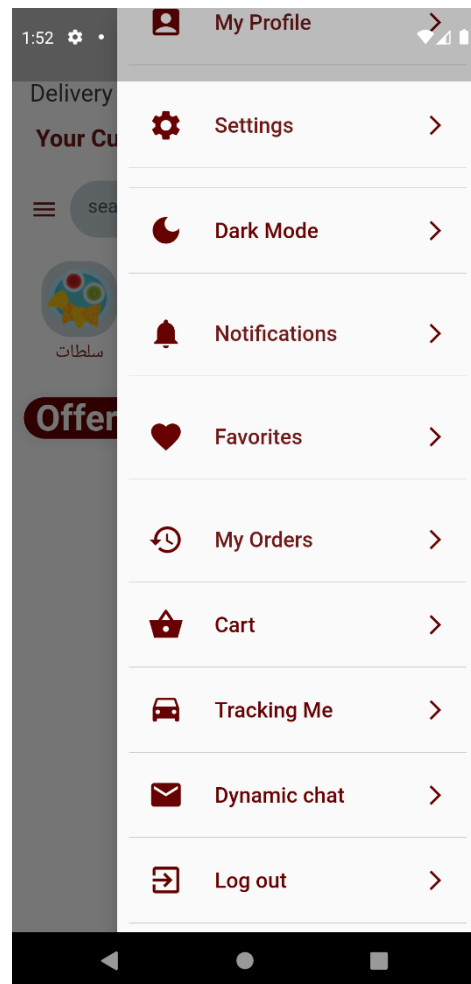 1:52
My Profile
Delivery
Settings
Your Cu
sea
Dark Mode
سلطات
Notifications
Offer
Favorites
My Orders
Cart
Tracking Me
Dynamic chat
Log out